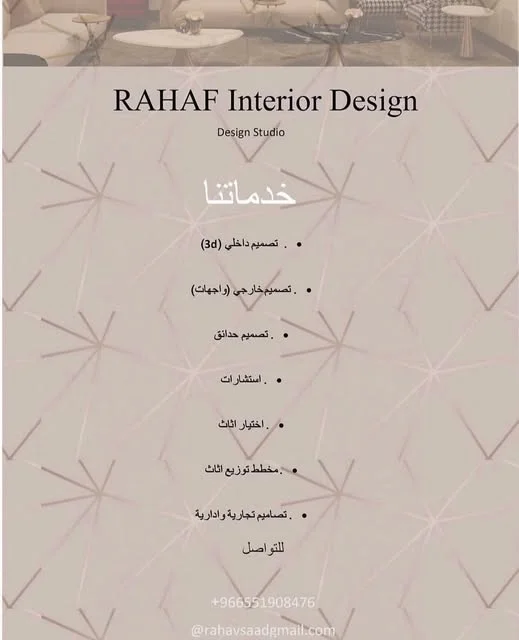 RAHAF Interior Design
Design Studio
خدماتنا
• . تصميم داخلي (3d)
• . تصميم خارجي (واجهات)
• . تصميم حدائق
• . استشارات
• . اختيار اثاث
• . مخطط توزيع اثاث
• . تصاميم تجارية وادارية
للتواصل
+966551908476
@rahavsaadgmail.com